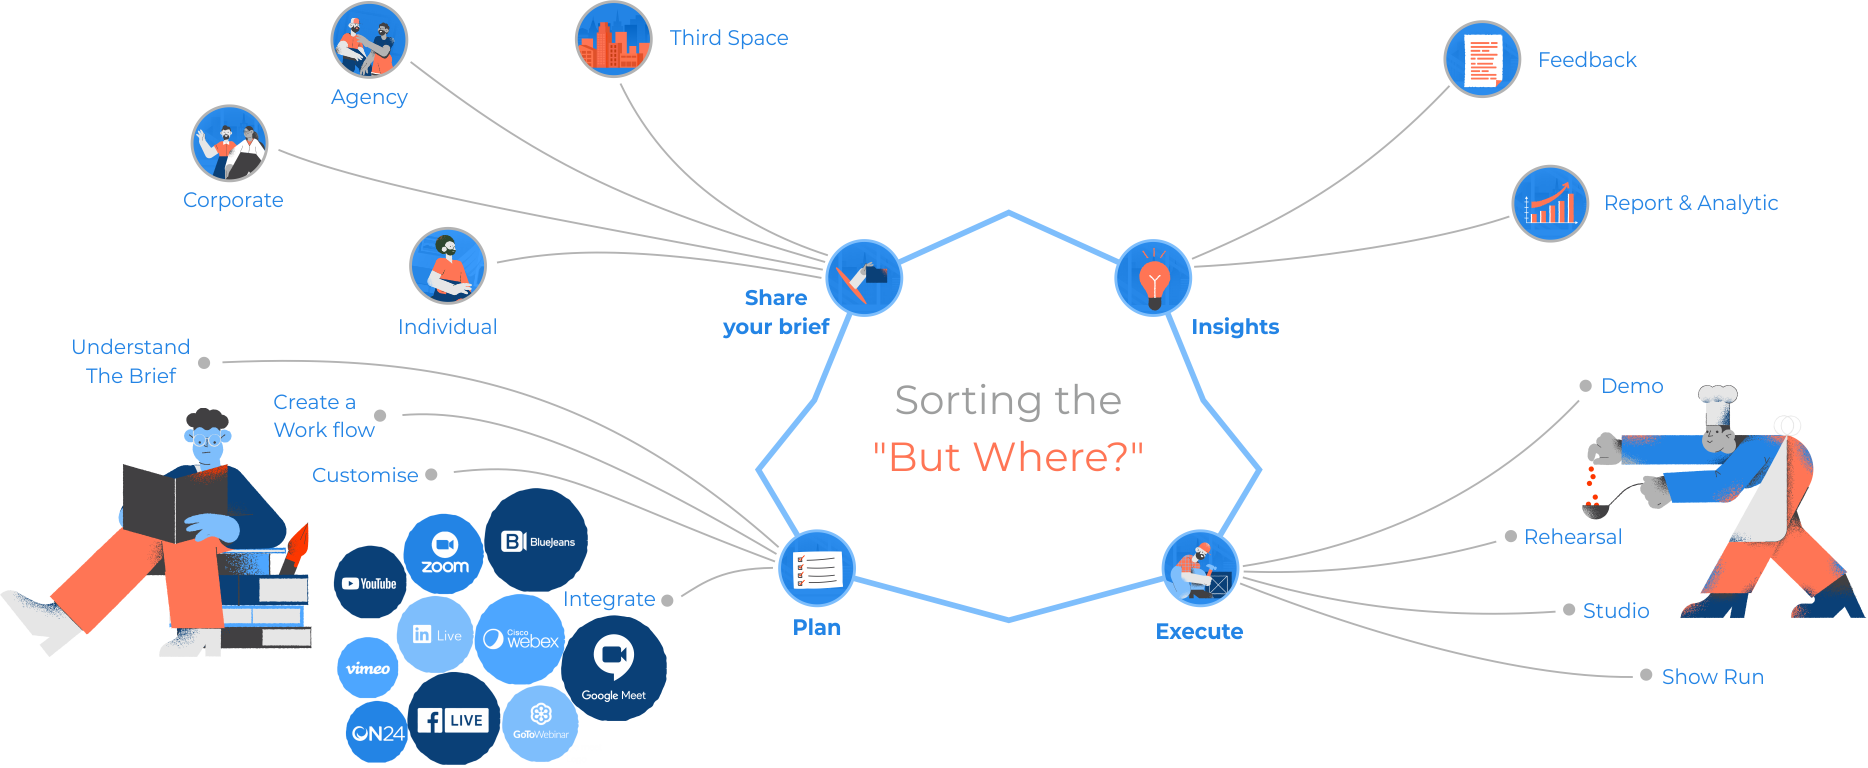 Agency
Third Space
Corporate
Individual
Share
your brief
Feedback
Report & Analytic
Insights
Sorting the
"But Where?"
Understand
The Brief
Create a
Work flow
Customise
Integrate
Plan
BlueJeans
zoom
YouTube
in Live
Cisco
webex
vimeo
Google Meet
f LIVE
GoToWebinar
ON24
Demo
Rehearsal
Studio
Show Run
Execute